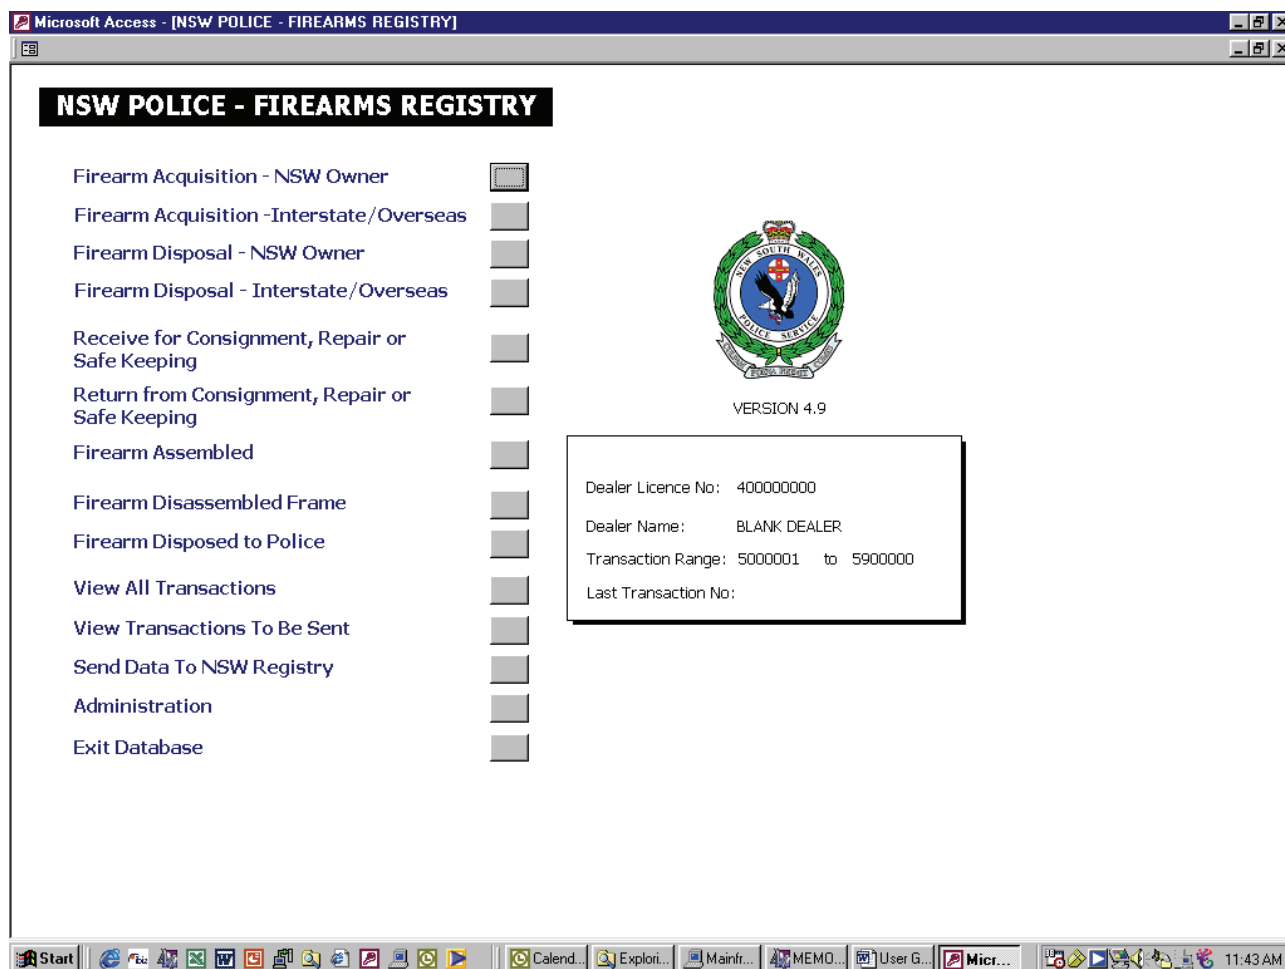 Microsoft Access - [NSW POLICE - FIREARMS REGISTRY]
NSW POLICE - FIREARMS REGISTRY
Firearm Acquisition - NSW Owner
Firearm Acquisition -Interstate/Overseas
Firearm Disposal - NSW Owner
Firearm Disposal - Interstate/Overseas
Receive for Consignment, Repair or
Safe Keeping
Return from Consignment, Repair or
Safe Keeping
Firearm Assembled
Firearm Disassembled Frame
Firearm Disposed to Police
View All Transactions
View Transactions To Be Sent
Send Data To NSW Registry
Administration
Exit Database
NEW SOUTH WALES
POLICE SERVICE
VERSION 4.9
Dealer Licence No: 400000000
Dealer Name: BLANK DEALER
Transaction Range: 5000001 to 5900000
Last Transaction No:
Start Calend... Explori... Mainfr... MEMO... User G... Micr... 11:43 AM